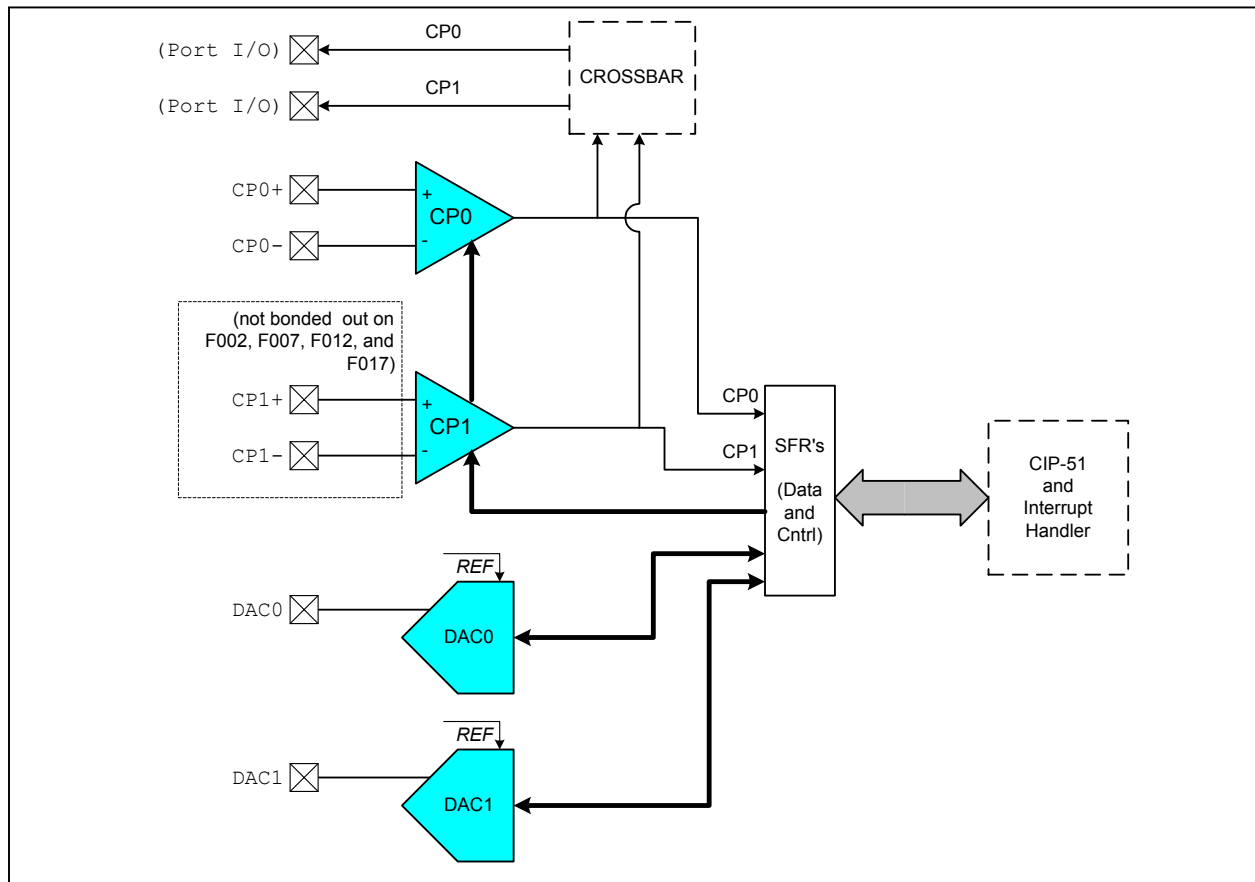 (Port I/O)
CP0
CROSSBAR
(Port I/O)
CP1
CP0+
+
CP0
CP0-
-
(not bonded out on
F002, F007, F012, and
F017)
CP1+
+
CP1
CP1-
-
CP0
CP1
SFR's
(Data
and
Cntrl)
CIP-51
and
Interrupt
Handler
REF
DAC0
DAC0
REF
DAC1
DAC1